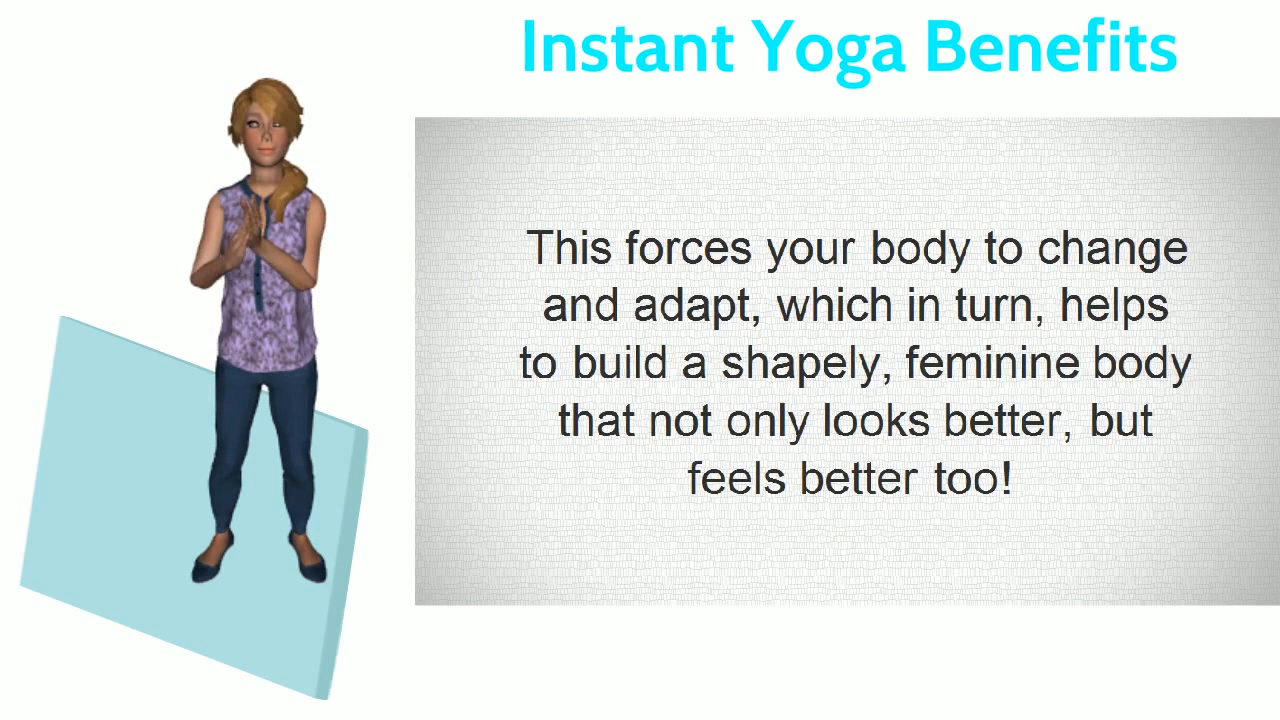 Instant Yoga Benefits
This forces your body to change
and adapt, which in turn, helps
to build a shapely, feminine body
that not only looks better, but
feels better too!